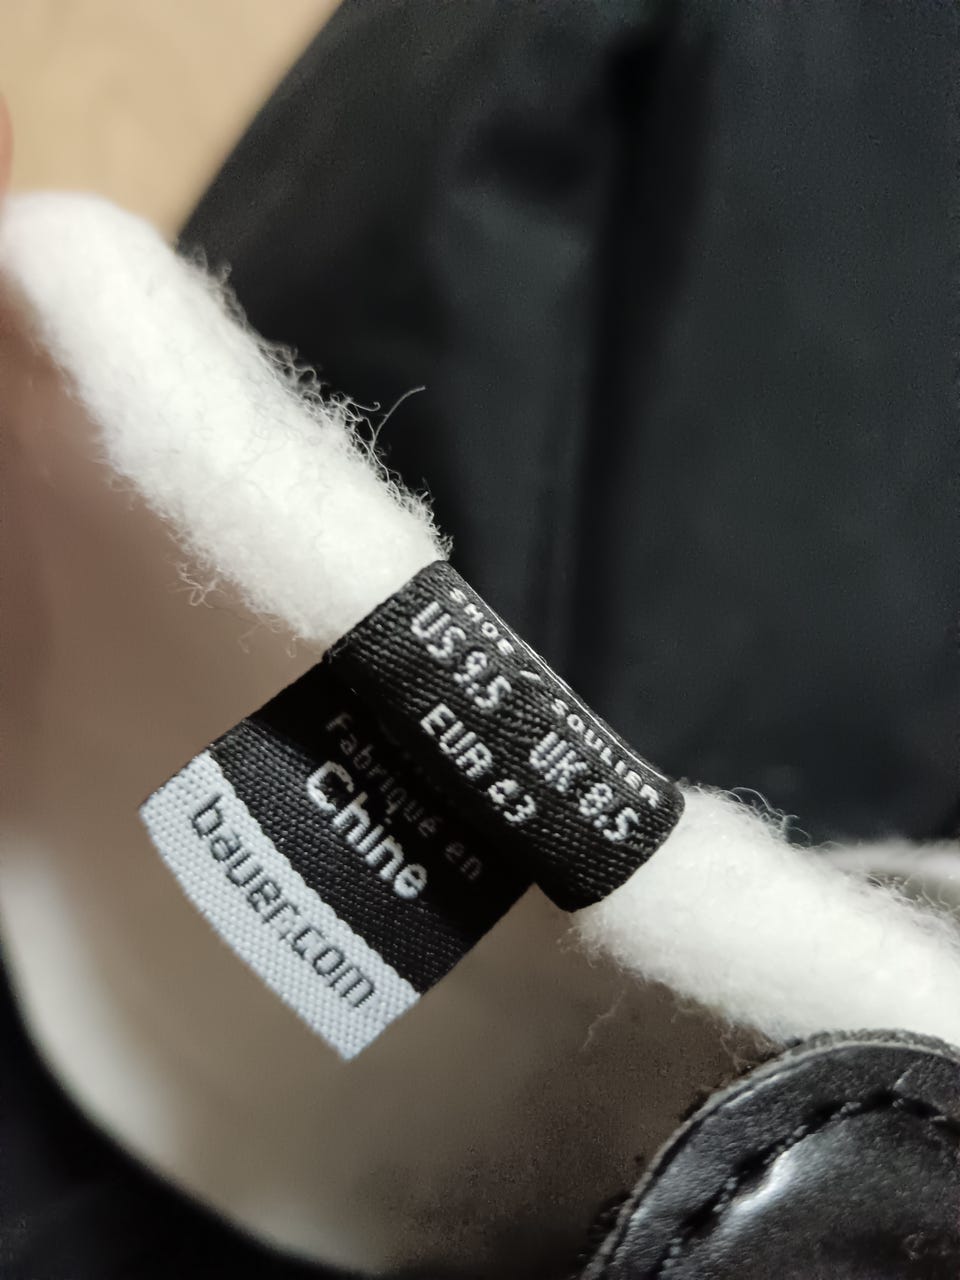 SHOE / SOULIER
US 9.5 UK 8.5
EUR 43
Fabriqué en
Chine
bauer.com